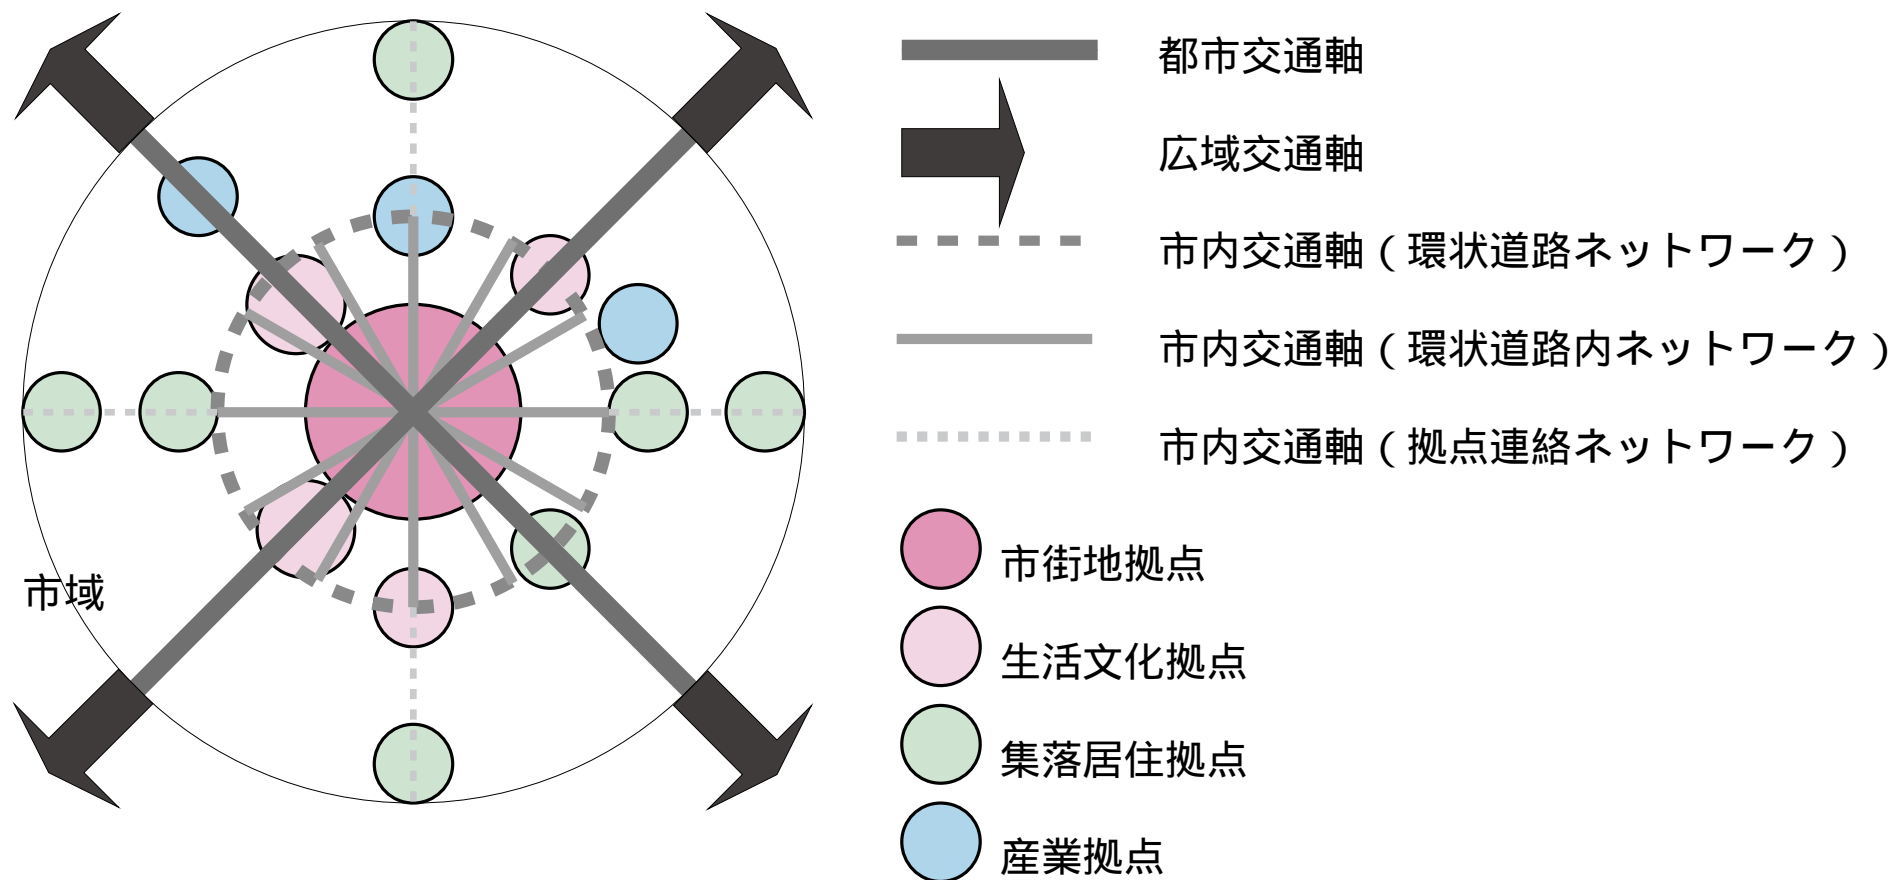 都市交通軸
広域交通軸
市内交通軸（環状道路ネットワーク）
市内交通軸（環状道路内ネットワーク）
市内交通軸（拠点連絡ネットワーク）
市街地拠点
生活文化拠点
集落居住拠点
産業拠点
市域